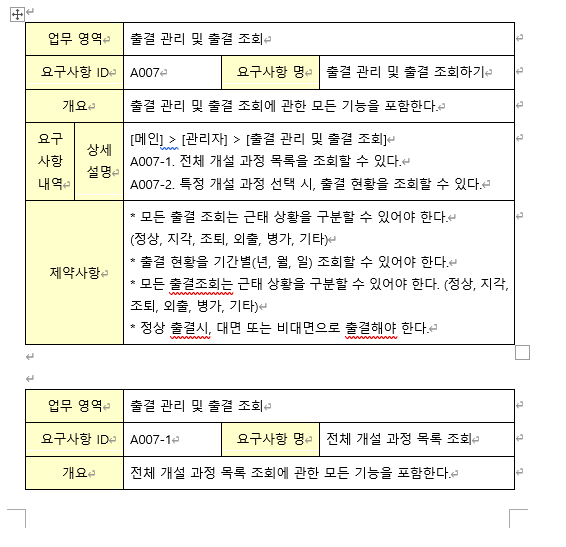 업무 영역 출결 관리 및 출결 조회
요구사항 ID A007 요구사항 명 출결 관리 및 출결 조회하기
개요 출결 관리 및 출결 조회에 관한 모든 기능을 포함한다.
요구
사항
내역
상세
설명
[메인] > [관리자] > [출결 관리 및 출결 조회]
A007-1. 전체 개설 과정 목록을 조회할 수 있다.
A007-2. 특정 개설 과정 선택 시, 출결 현황을 조회할 수 있다.
제약사항
* 모든 출결 조회는 근태 상황을 구분할 수 있어야 한다.
(정상, 지각, 조퇴, 외출, 병가, 기타)
* 출결 현황을 기간별(년, 월, 일) 조회할 수 있어야 한다.
* 모든 출결조회는 근태 상황을 구분할 수 있어야 한다. (정상, 지각,
조퇴, 외출, 병가, 기타)
* 정상 출결시, 대면 또는 비대면으로 출결해야 한다.
업무 영역 출결 관리 및 출결 조회
요구사항 ID A007-1 요구사항 명 전체 개설 과정 목록 조회
개요 전체 개설 과정 목록 조회에 관한 모든 기능을 포함한다.